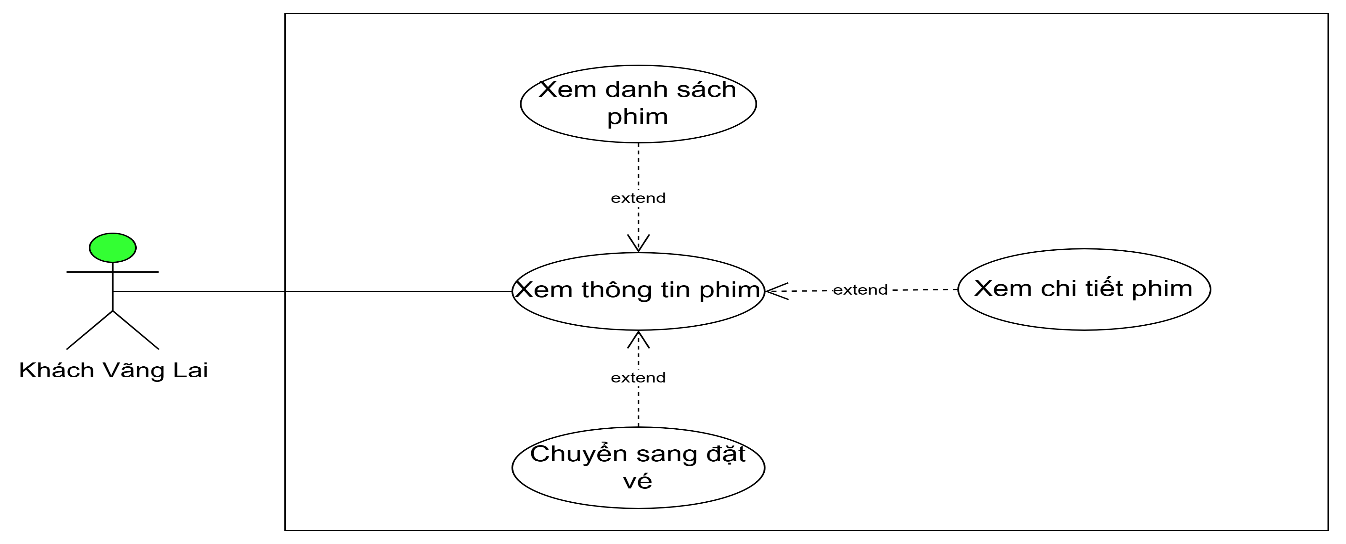 Xem danh sách
phim
extend
Xem thông tin phim
extend
Xem chi tiết phim
Khách Vãng Lai
extend
Chuyển sang đặt
vé